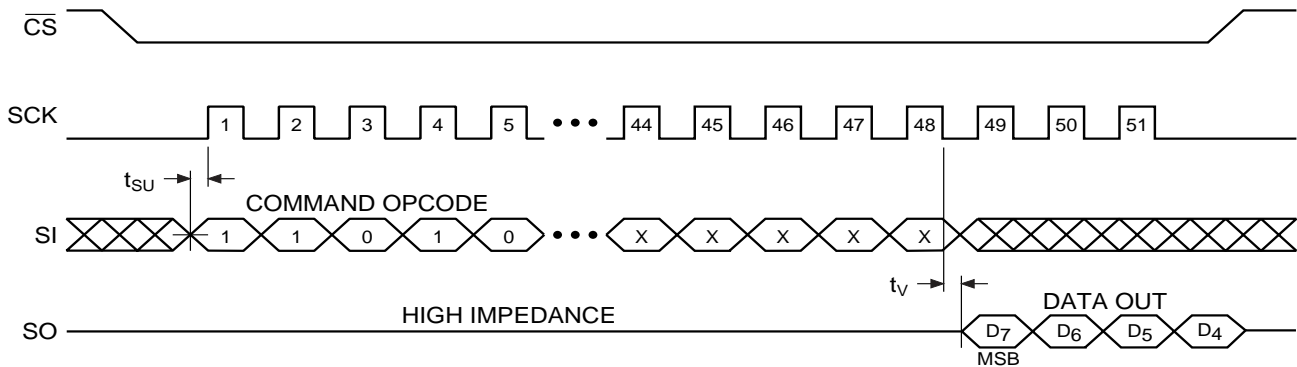 CS
SCK
1 2 3 4 5 ••• 44 45 46 47 48 49 50 51
tSU
COMMAND OPCODE
SI
1 1 0 1 0 ••• X X X X X
tV
HIGH IMPEDANCE
DATA OUT
SO
D7 D6 D5 D4
MSB